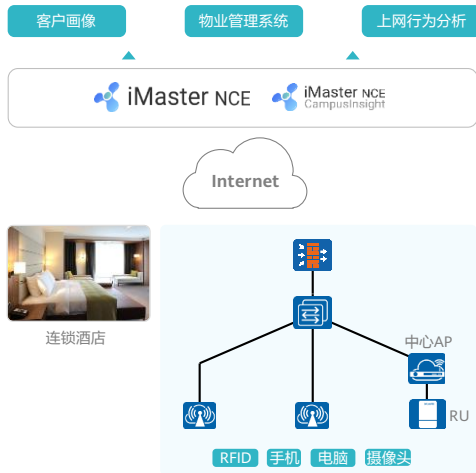 客户画像
物业管理系统
上网行为分析
iMaster NCE
iMaster NCE
CampusInsight
Internet
连锁酒店
中心AP
RU
RFID
手机
电脑
摄像头